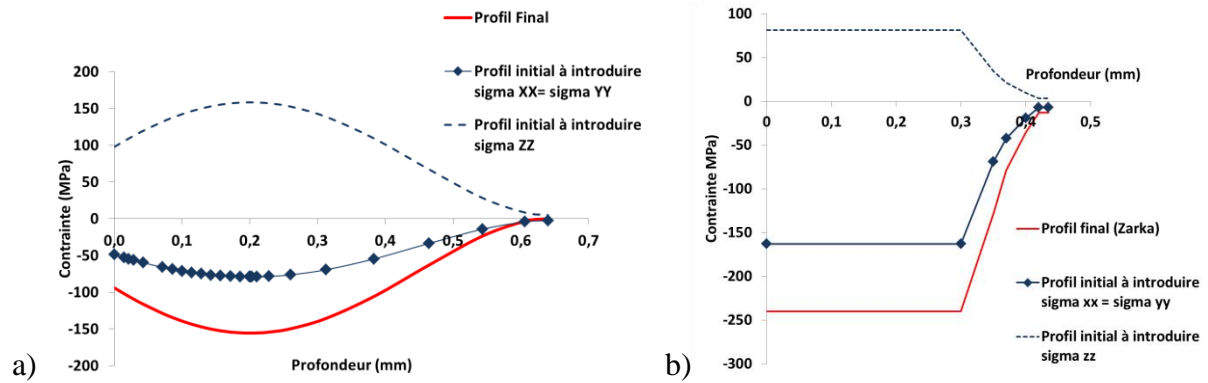 Profil Final
Profil initial à introduire
sigma XX= sigma YY
Profil initial à introduire
sigma ZZ
Contrainte (MPa)
200
150
100
50
0
-50
-100
-150
-200
0,0 0,1 0,2 0,3 0,4 0,5 0,6 0,7
Profondeur (mm)
a)
100
50
0
-50
-100
-150
-200
-250
-300
Contrainte MPa)
Profondeur (mm)
0 0,1 0,2 0,3 0,4 0,5
Profil final (Zarka)
Profil initial à introduire
sigma xx = sigma yy
Profil initial à introduire
sigma zz
b)